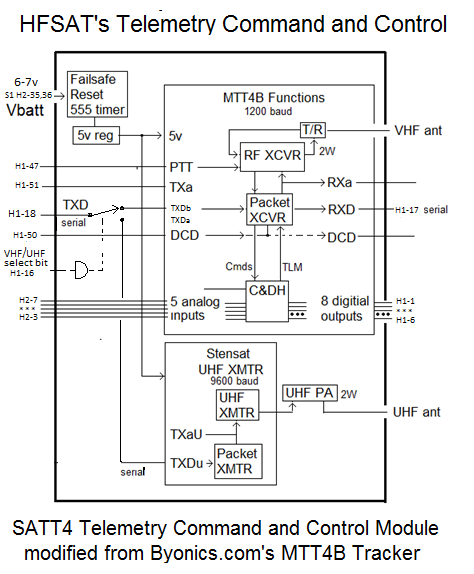 HFSAT's Telemetry Command and Control
6-7v
S1 H2-35,36
Vbatt
Failsafe
Reset
555 timer
5v reg
MTT4B Functions
1200 baud
5v
T/R
VHF ant
RF XCVR
2W
H1-47
PTT
H1-51
TXa
RXa
H1-18
TXD
serial
TXDb
TXDa
Packet
XCVR
RXD
H1-17 serial
H1-50
DCD
DCD
VHF/UHF
select bit
H1-16
Cmds
TLM
C&DH
H2-7
×××
H2-3
5 analog
inputs
8 digitial
outputs
H1-1
×××
H1-6
Stensat
UHF XMTR
9600 baud
UHF
XMTR
UHF PA
2W
UHF ant
TXaU
serial
TXDu
Packet
XMTR
SATT4 Telemetry Command and Control Module
modified from Byonics.com's MTT4B Tracker